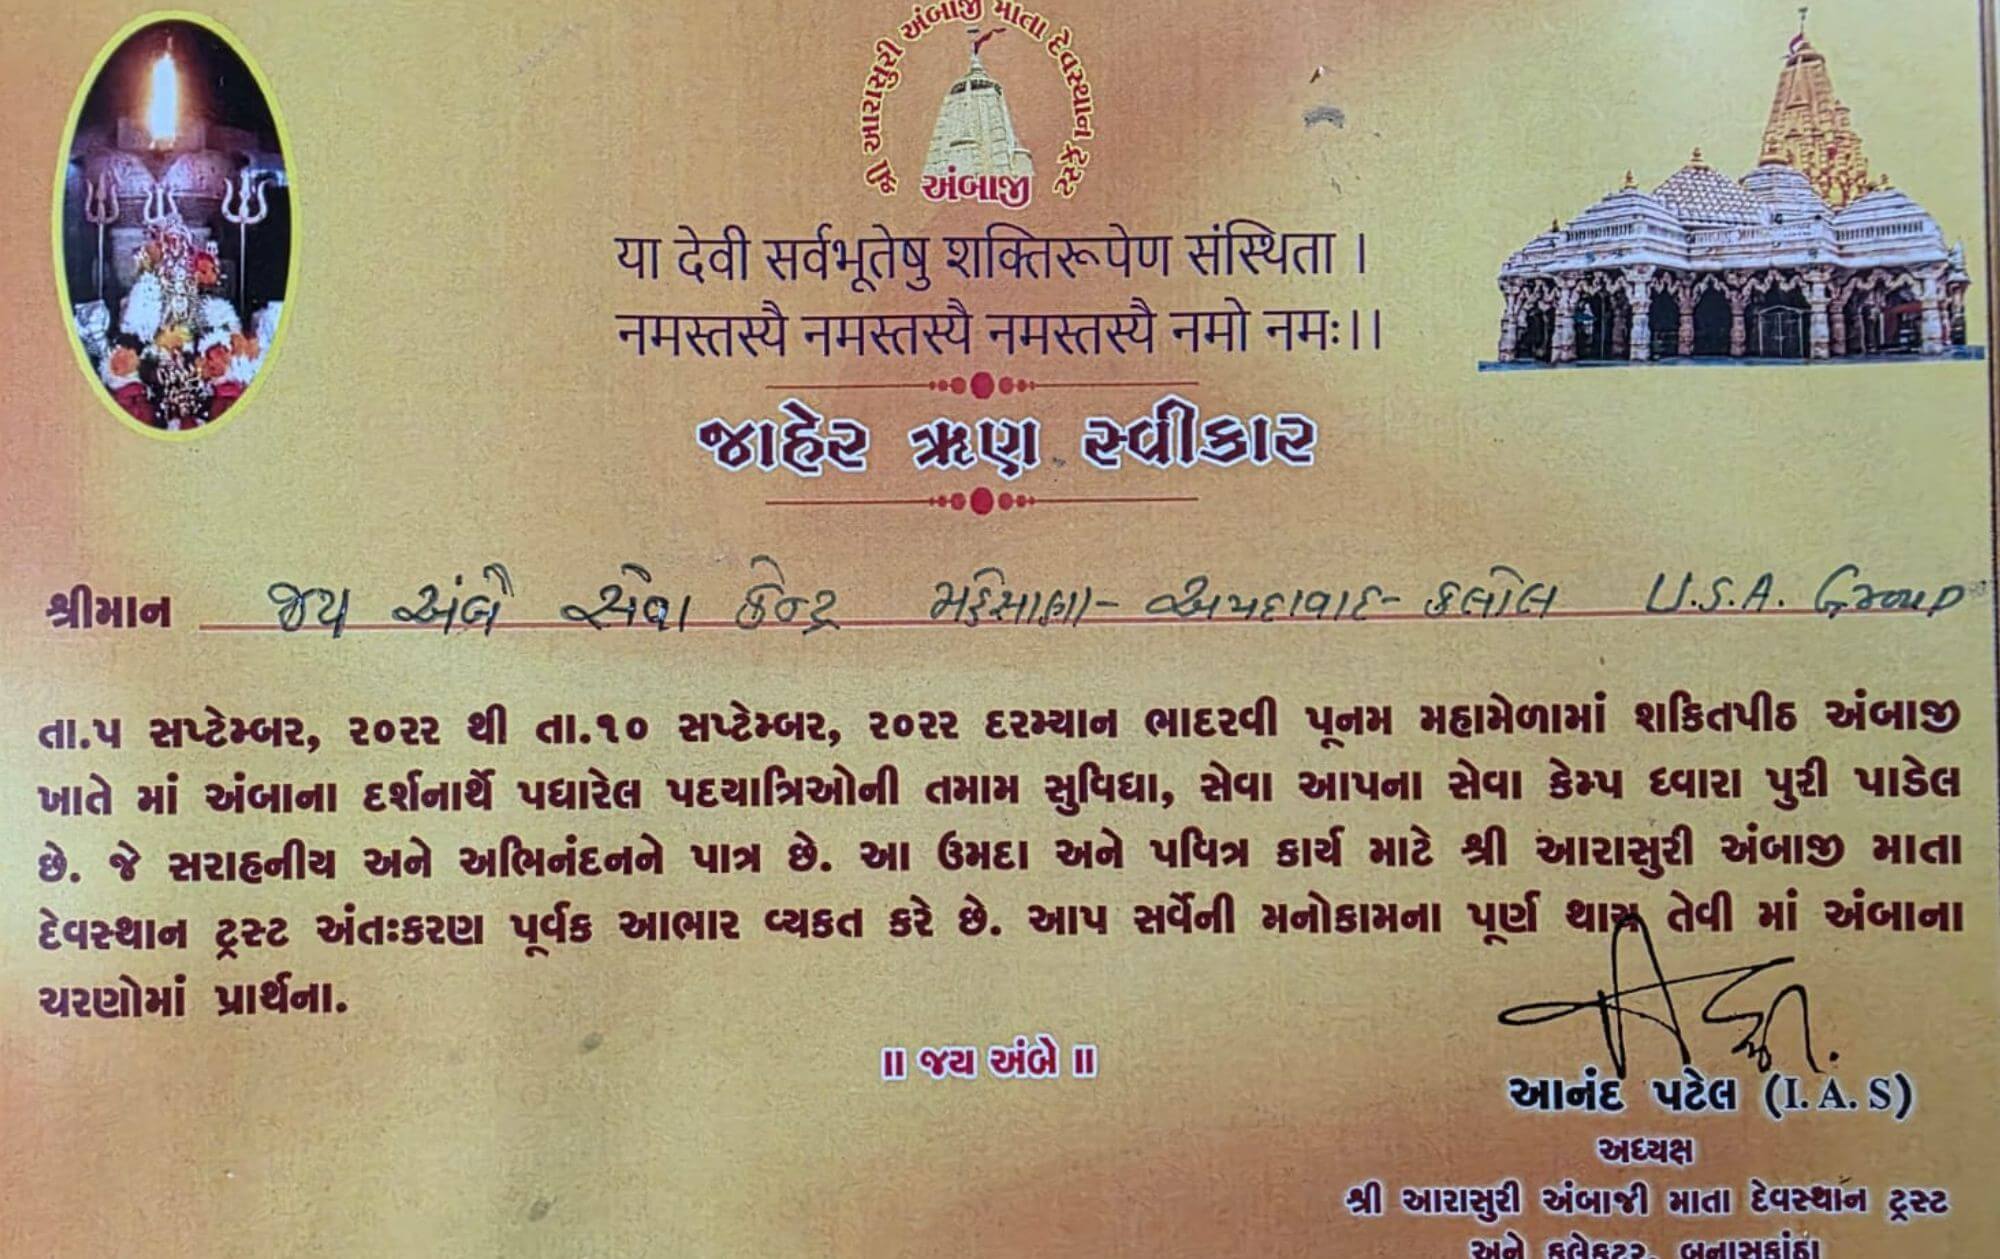 શ્રી આરાસુરી અંબાજી માતા દેવસ્થાન ટ્રસ્ટ
અંબાજી
या देवी सर्वभूतेषु शक्तिरूपेण संस्थिता ।
नमस्तस्यै नमस्तस्यै नमस्तस्यै नमो नमः।।
જાહેર ઋણ સ્વીકાર
શ્રીમાન જય અંબે સેવા કેન્દ્ર મહેસાણા - અમદાવાદ - કલોલ U.S.A. Group
તા.૫ સપ્ટેમ્બર, ૨૦૨૨ થી તા.૧૦ સપ્ટેમ્બર, ૨૦૨૨ દરમ્યાન ભાદરવી પૂનમ મહામેળામાં શકિતપીઠ અંબાજી
ખાતે માં અંબાના દર્શનાર્થે પધારેલ પદયાત્રિઓની તમામ સુવિધા, સેવા આપના સેવા કેમ્પ દવારા પુરી પાડેલ
છે. જે સરાહનીય અને અભિનંદનને પાત્ર છે. આ ઉમદા અને પવિત્ર કાર્ય માટે શ્રી આરાસુરી અંબાજી માતા
દેવસ્થાન ટ્રસ્ટ અંતઃકરણ પૂર્વક આભાર વ્યકત કરે છે. આપ સર્વેની મનોકામના પૂર્ણ થાય તેવી માં અંબાના
ચરણોમાં પ્રાર્થના.
॥ જય અંબે ॥
આનંદ પટેલ (I. A. S)
અધ્યક્ષ
શ્રી આરાસુરી અંબાજી માતા દેવસ્થાન ટ્રસ્ટ
અને કલેકટર, બનાસકાંઠા